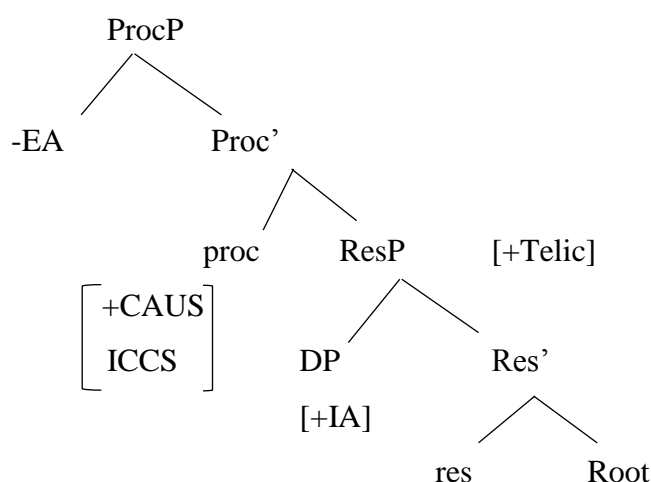 ProcP
-EA Proc’
proc ResP [+Telic]
+CAUS
ICCS DP Res’
[+IA]
res Root